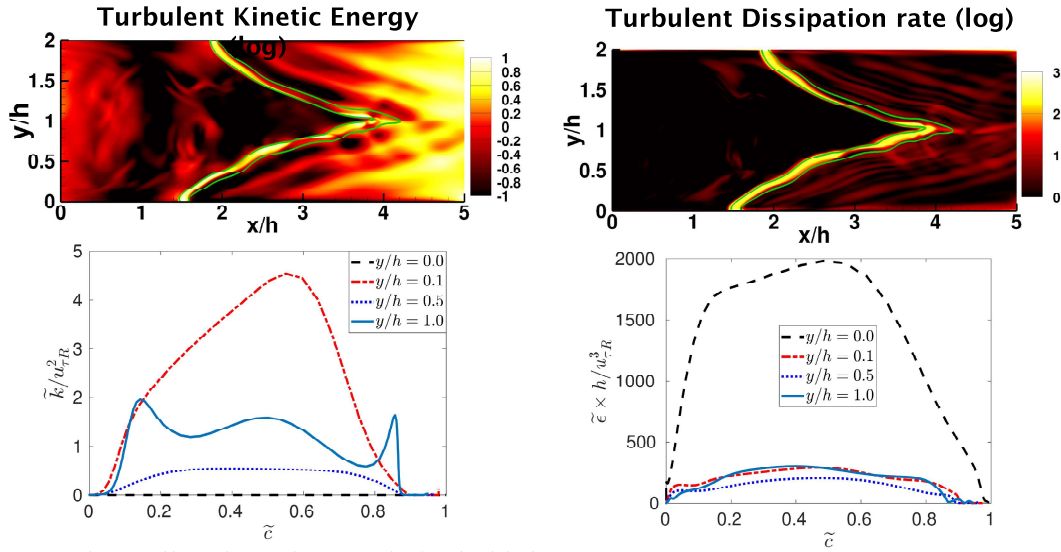 Turbulent Kinetic Energy
(log)
2
1.5
1
0.5
0
y/h
0 1 2 3 4 5
x/h
1
0.8
0.6
0.4
0.2
0
-0.2
-0.4
-0.6
-0.8
-1
Turbulent Dissipation rate (log)
2
1.5
1
0.5
0
y/h
0 1 2 3 4 5
x/h
3
2
1
0
5
4
3
2
1
0
k̃/u²τR
0 0.2 0.4 0.6 0.8 1
c̃
y/h = 0.0
y/h = 0.1
y/h = 0.5
y/h = 1.0
2000
1500
1000
500
0
ϵ̃ × h/u³τR
0 0.2 0.4 0.6 0.8 1
c̃
y/h = 0.0
y/h = 0.1
y/h = 0.5
y/h = 1.0